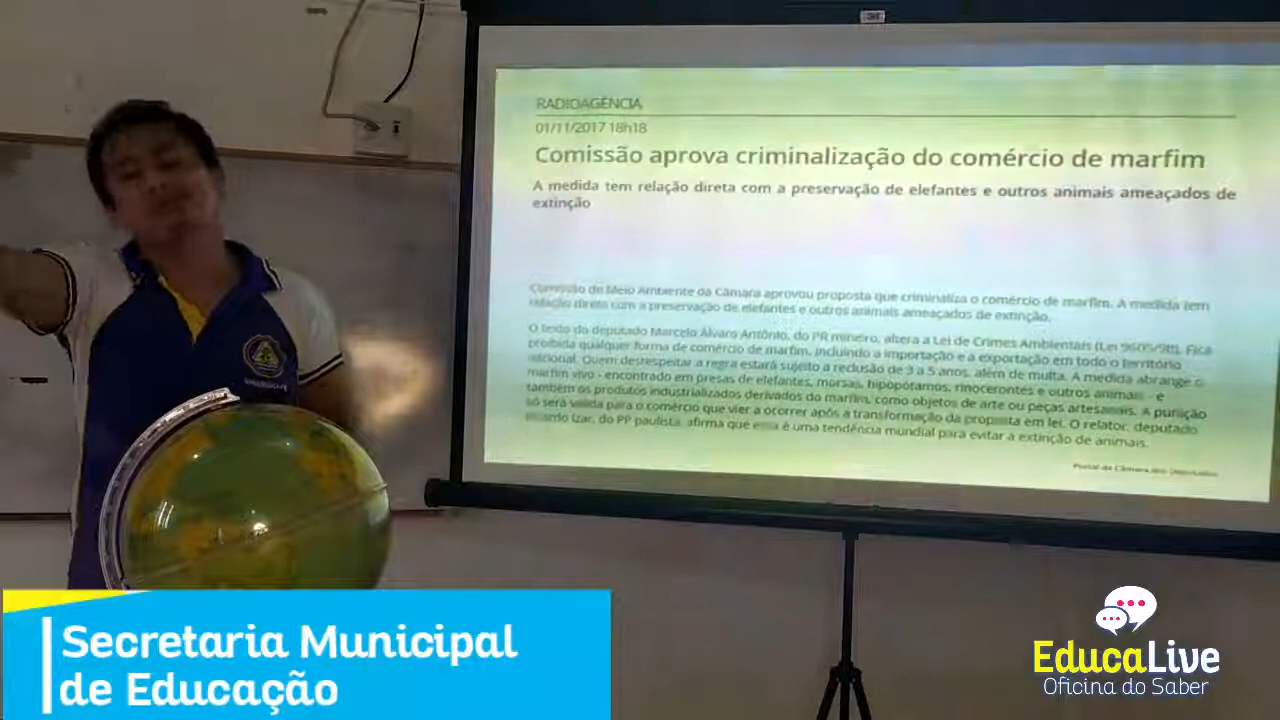 RADIOAGÊNCIA
01/11/2017 18h18
Comissão aprova criminalização do comércio de marfim
A medida tem relação direta com a preservação de elefantes e outros animais ameaçados de
extinção
Comissão de Meio Ambiente da Câmara aprovou proposta que criminaliza o comércio de marfim. A medida tem
relação direta com a preservação de elefantes e outros animais ameaçados de extinção.
O texto do deputado Marcelo Álvaro Antônio, do PR mineiro, altera a Lei de Crimes Ambientais (Lei 9605/98). Fica
proibida qualquer forma de comércio de marfim, incluindo a importação e a exportação em todo o território
nacional. Quem desrespeitar a regra estará sujeito a reclusão de 3 a 5 anos, além de multa. A medida abrange o
marfim vivo - encontrado em presas de elefantes, morsas, hipopótamos, rinocerontes e outros animais - e
também os produtos industrializados derivados do marfim, como objetos de arte ou peças artesanais. A punição
só será válida para o comércio que vier a ocorrer após a transformação da proposta em lei. O relator, deputado
Ricardo Izar, do PP paulista, afirma que essa é uma tendência mundial para evitar a extinção de animais.
Portal da Câmara dos Deputados
Secretaria Municipal
de Educação
EducaLive
Oficina do Saber